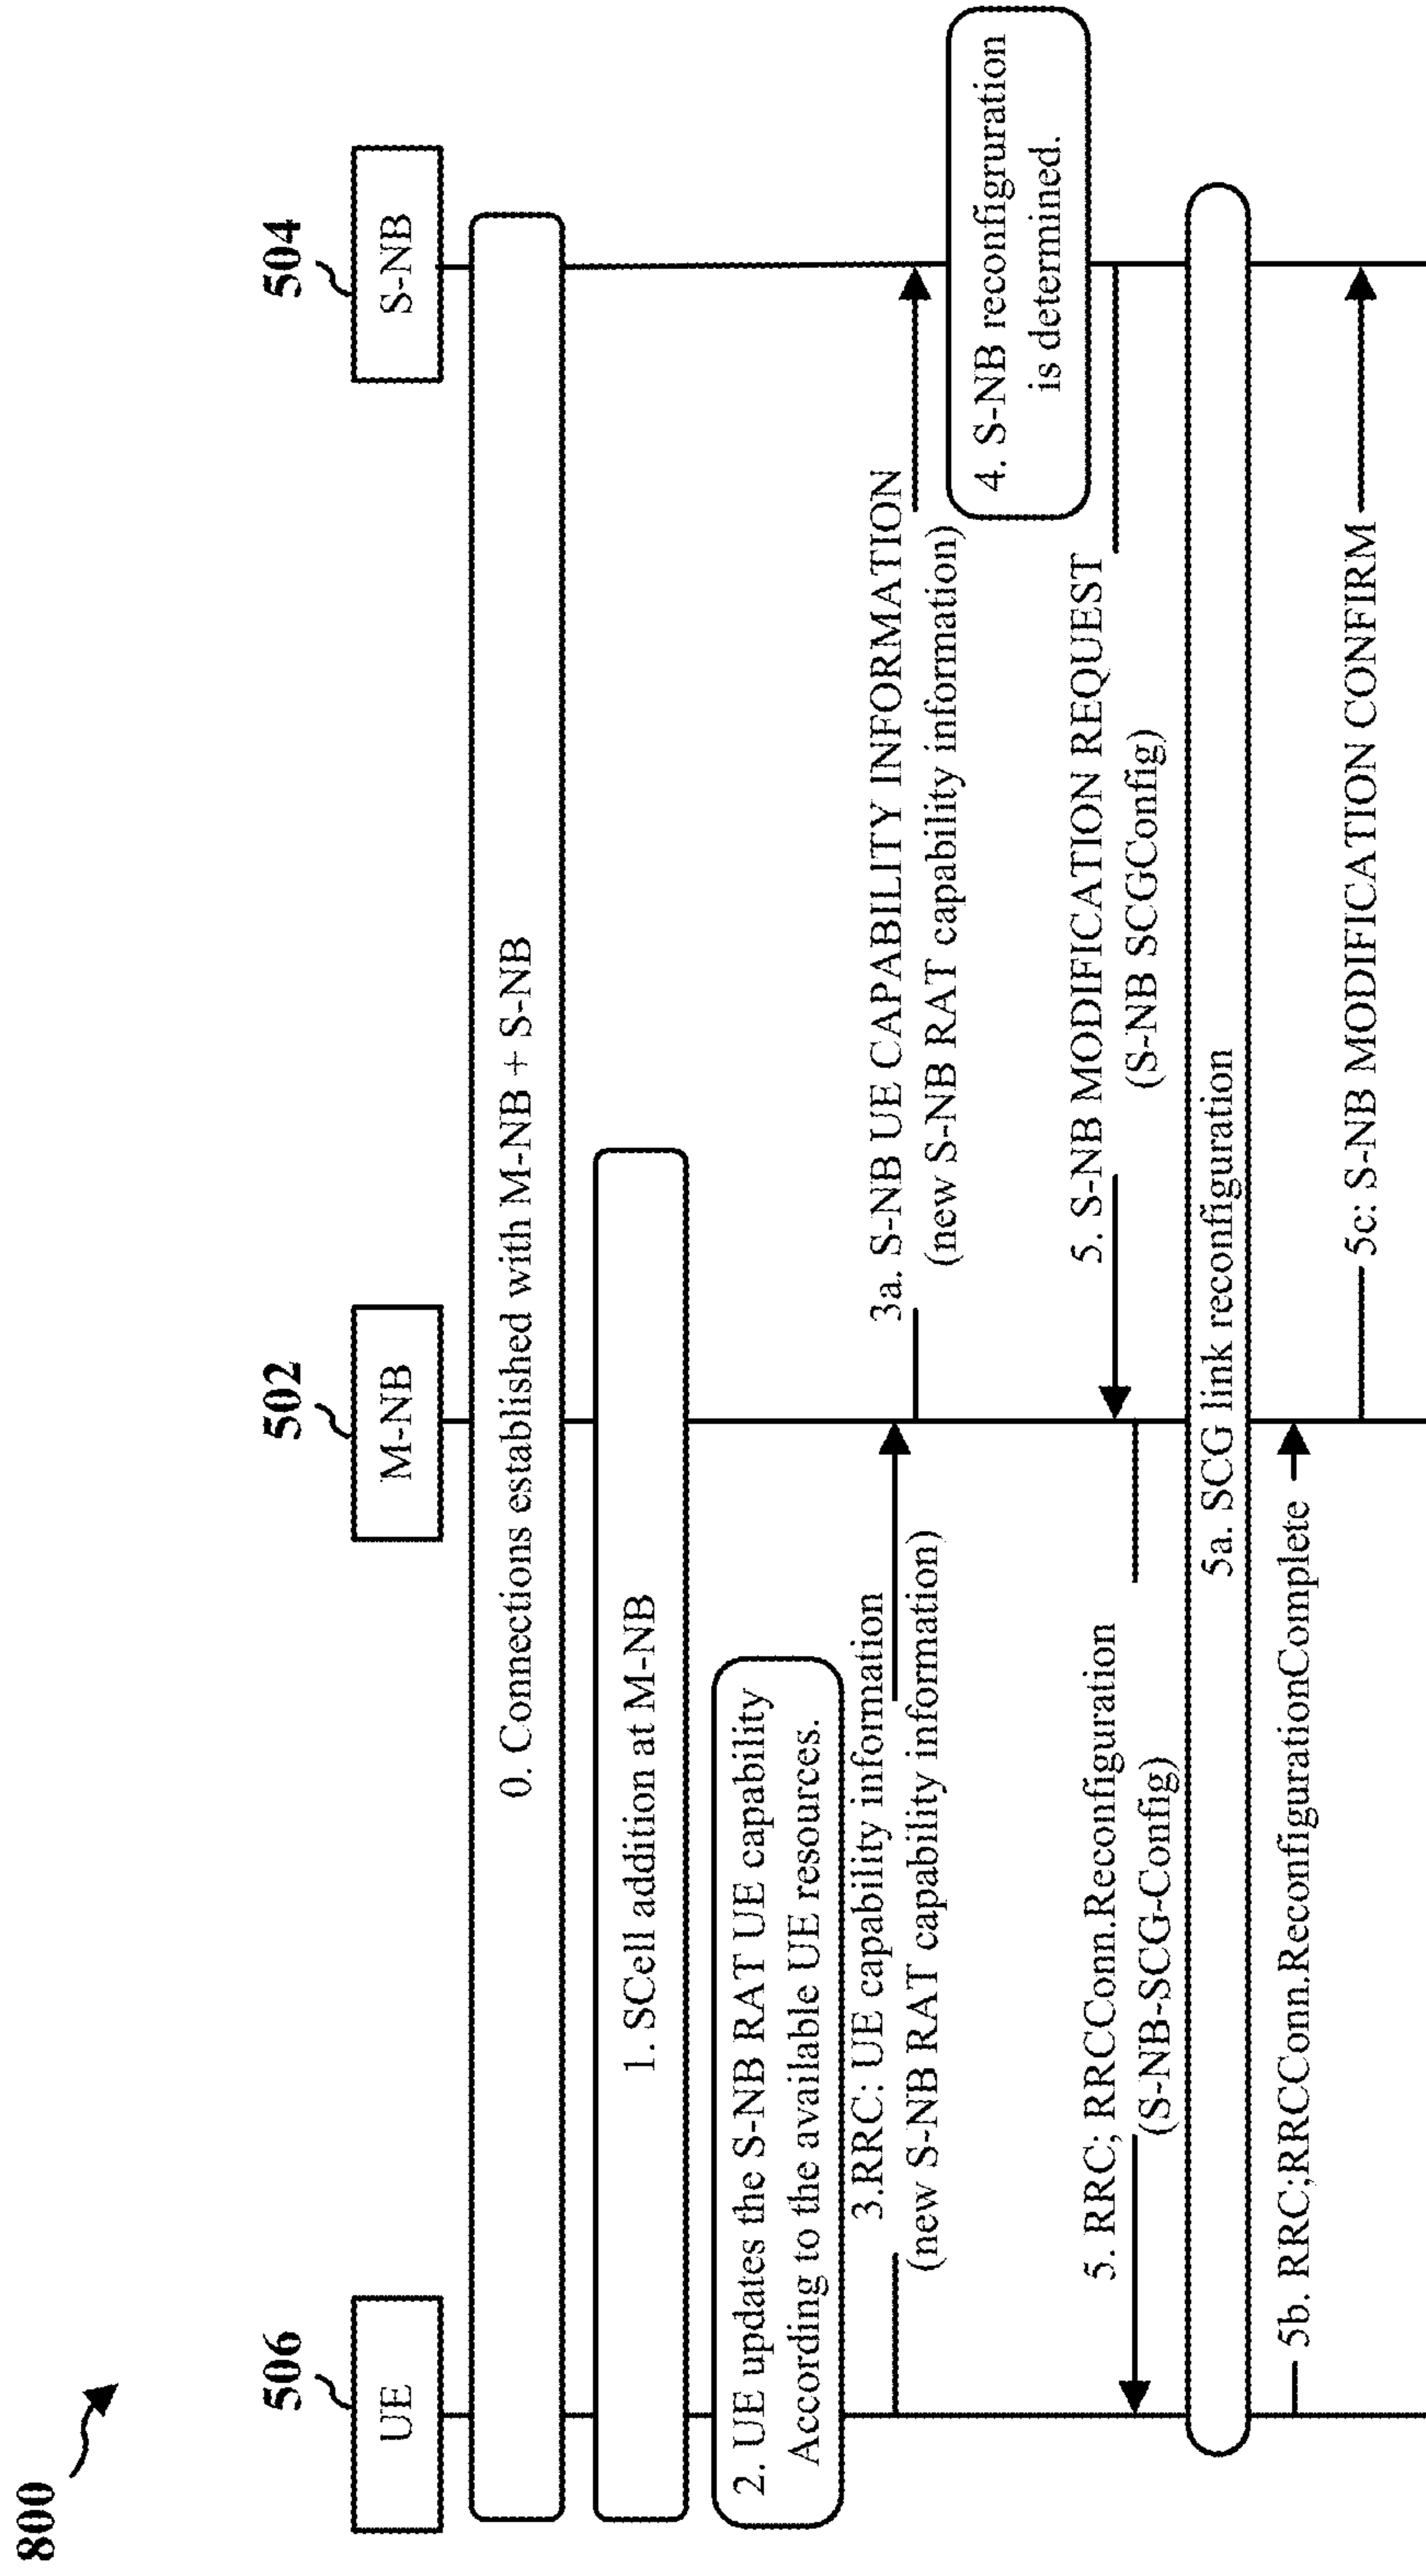 800
506
502
504
UE
M-NB
S-NB
0. Connections established with M-NB + S-NB
1. SCell addition at M-NB
2. UE updates the S-NB RAT UE capability
According to the available UE resources.
3.RRC: UE capability information
(new S-NB RAT capability information)
3a. S-NB UE CAPABILITY INFORMATION
(new S-NB RAT capability information)
4. S-NB reconfigruration
is determined.
5. S-NB MODIFICATION REQUEST
(S-NB SCGConfig)
5. RRC; RRCConn.Reconfiguration
(S-NB-SCG-Config)
5a. SCG link reconfiguration
5b. RRC;RRCConn.ReconfigurationComplete
5c: S-NB MODIFICATION CONFIRM